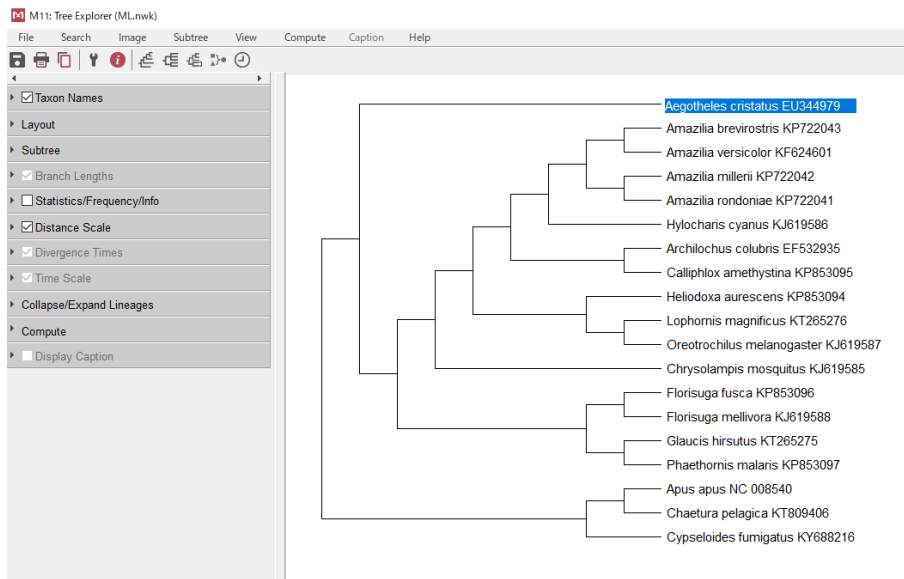 M11: Tree Explorer (ML.nwk)
File Search Image Subtree View Compute Caption Help
Taxon Names
Layout
Subtree
Branch Lengths
Statistics/Frequency/Info
Distance Scale
Divergence Times
Time Scale
Collapse/Expand Lineages
Compute
Display Caption
Aegotheles cristatus EU344979
Amazilia brevirostris KP722043
Amazilia versicolor KF624601
Amazilia millerii KP722042
Amazilia rondoniae KP722041
Hylocharis cyanus KJ619586
Archilochus colubris EF532935
Calliphlox amethystina KP853095
Heliodoxa aurescens KP853094
Lophornis magnificus KT265276
Oreotrochilus melanogaster KJ619587
Chrysolampis mosquitus KJ619585
Florisuga fusca KP853096
Florisuga mellivora KJ619588
Glaucis hirsutus KT265275
Phaethornis malaris KP853097
Apus apus NC 008540
Chaetura pelagica KT809406
Cypseloides fumigatus KY688216